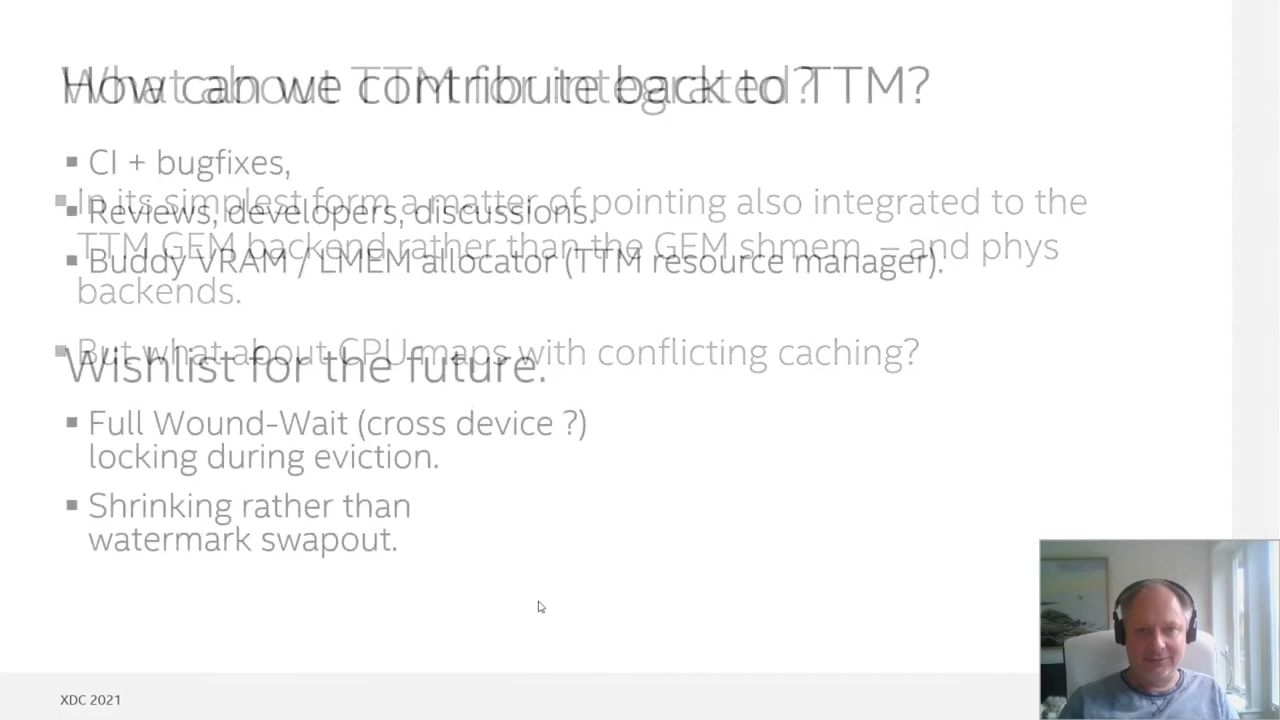 What about TTM for integrated?
How can we contribute back to TTM?
▪ CI + bugfixes,
▪ In its simplest form a matter of pointing also integrated to the
▪ Reviews, developers, discussions.
TTM GEM backend rather than the GEM shmem – and phys
▪ Buddy VRAM / LMEM allocator (TTM resource manager).
backends.
▪ But what about CPU maps with conflicting caching?
Wishlist for the future.
▪ Full Wound-Wait (cross device ?)
locking during eviction.
▪ Shrinking rather than
watermark swapout.
XDC 2021